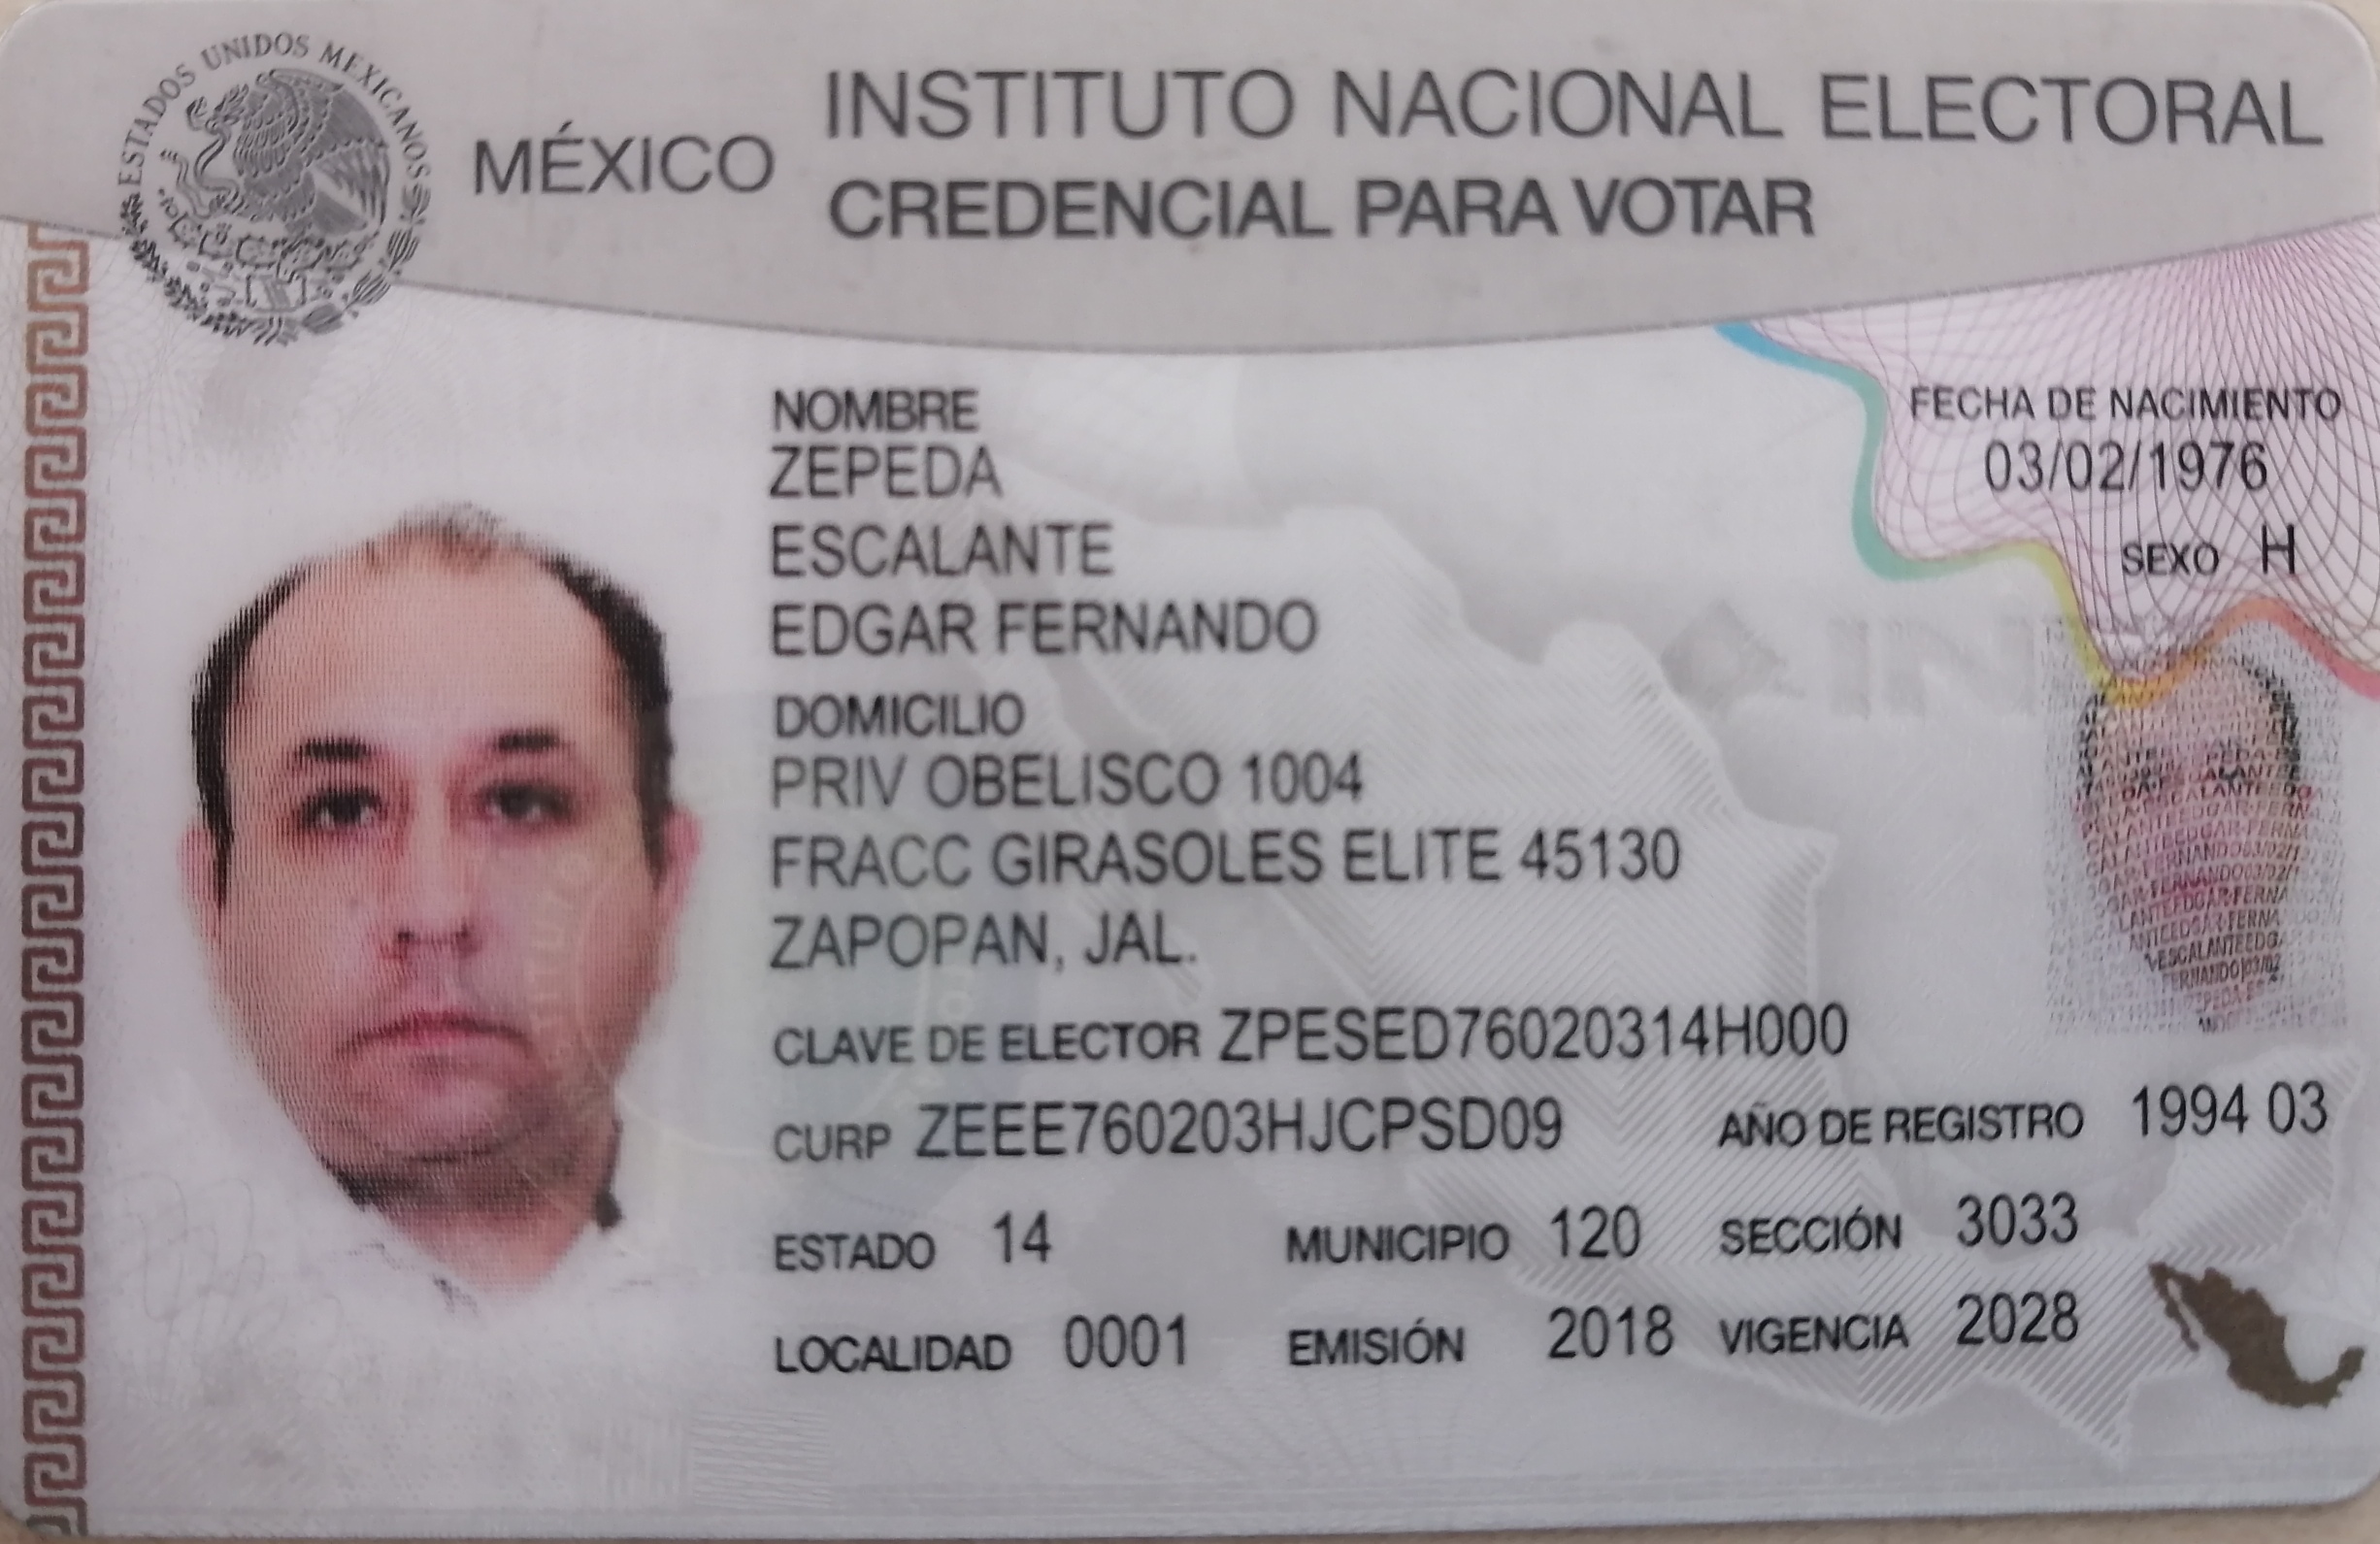 ESTADOS UNIDOS MEXICANOS
MÉXICO
INSTITUTO NACIONAL ELECTORAL
CREDENCIAL PARA VOTAR
NOMBRE
ZEPEDA
ESCALANTE
EDGAR FERNANDO
FECHA DE NACIMIENTO
03/02/1976
SEXO H
DOMICILIO
PRIV OBELISCO 1004
FRACC GIRASOLES ELITE 45130
ZAPOPAN, JAL.
CLAVE DE ELECTOR ZPESED76020314H000
CURP ZEEE760203HJCPSD09 AÑO DE REGISTRO 1994 03
ESTADO 14 MUNICIPIO 120 SECCIÓN 3033
LOCALIDAD 0001 EMISIÓN 2018 VIGENCIA 2028